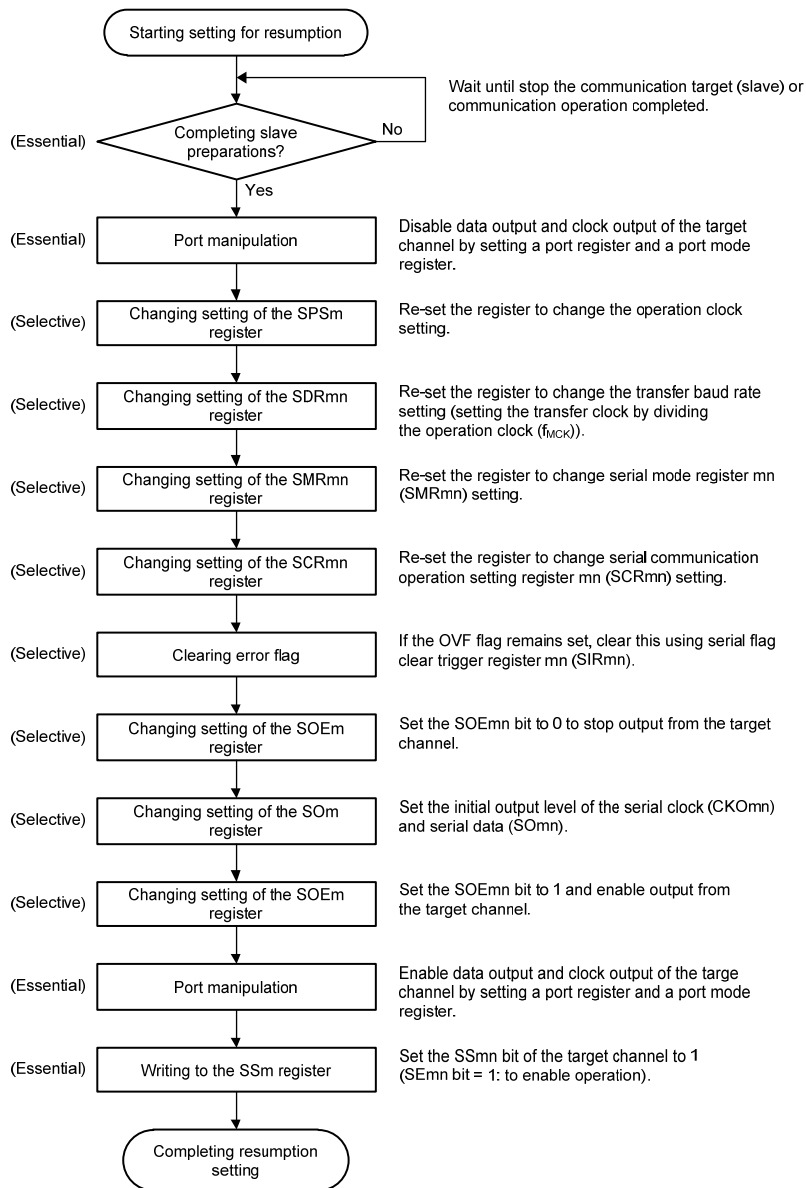 Starting setting for resumption
Wait until stop the communication target (slave) or
communication operation completed.
(Essential)
Completing slave
preparations?
No
Yes
(Essential)
Port manipulation
Disable data output and clock output of the target
channel by setting a port register and a port mode
register.
(Selective)
Changing setting of the SPSm
register
Re-set the register to change the operation clock
setting.
(Selective)
Changing setting of the SDRmn
register
Re-set the register to change the transfer baud rate
setting (setting the transfer clock by dividing
the operation clock (fMCK)).
(Selective)
Changing setting of the SMRmn
register
Re-set the register to change serial mode register mn
(SMRmn) setting.
(Selective)
Changing setting of the SCRmn
register
Re-set the register to change serial communication
operation setting register mn (SCRmn) setting.
(Selective)
Clearing error flag
If the OVF flag remains set, clear this using serial flag
clear trigger register mn (SIRmn).
(Selective)
Changing setting of the SOEm
register
Set the SOEmn bit to 0 to stop output from the target
channel.
(Selective)
Changing setting of the SOm
register
Set the initial output level of the serial clock (CKOmn)
and serial data (SOmn).
(Selective)
Changing setting of the SOEm
register
Set the SOEmn bit to 1 and enable output from
the target channel.
(Essential)
Port manipulation
Enable data output and clock output of the targe
channel by setting a port register and a port mode
register.
(Essential)
Writing to the SSm register
Set the SSmn bit of the target channel to 1
(SEmn bit = 1: to enable operation).
Completing resumption
setting